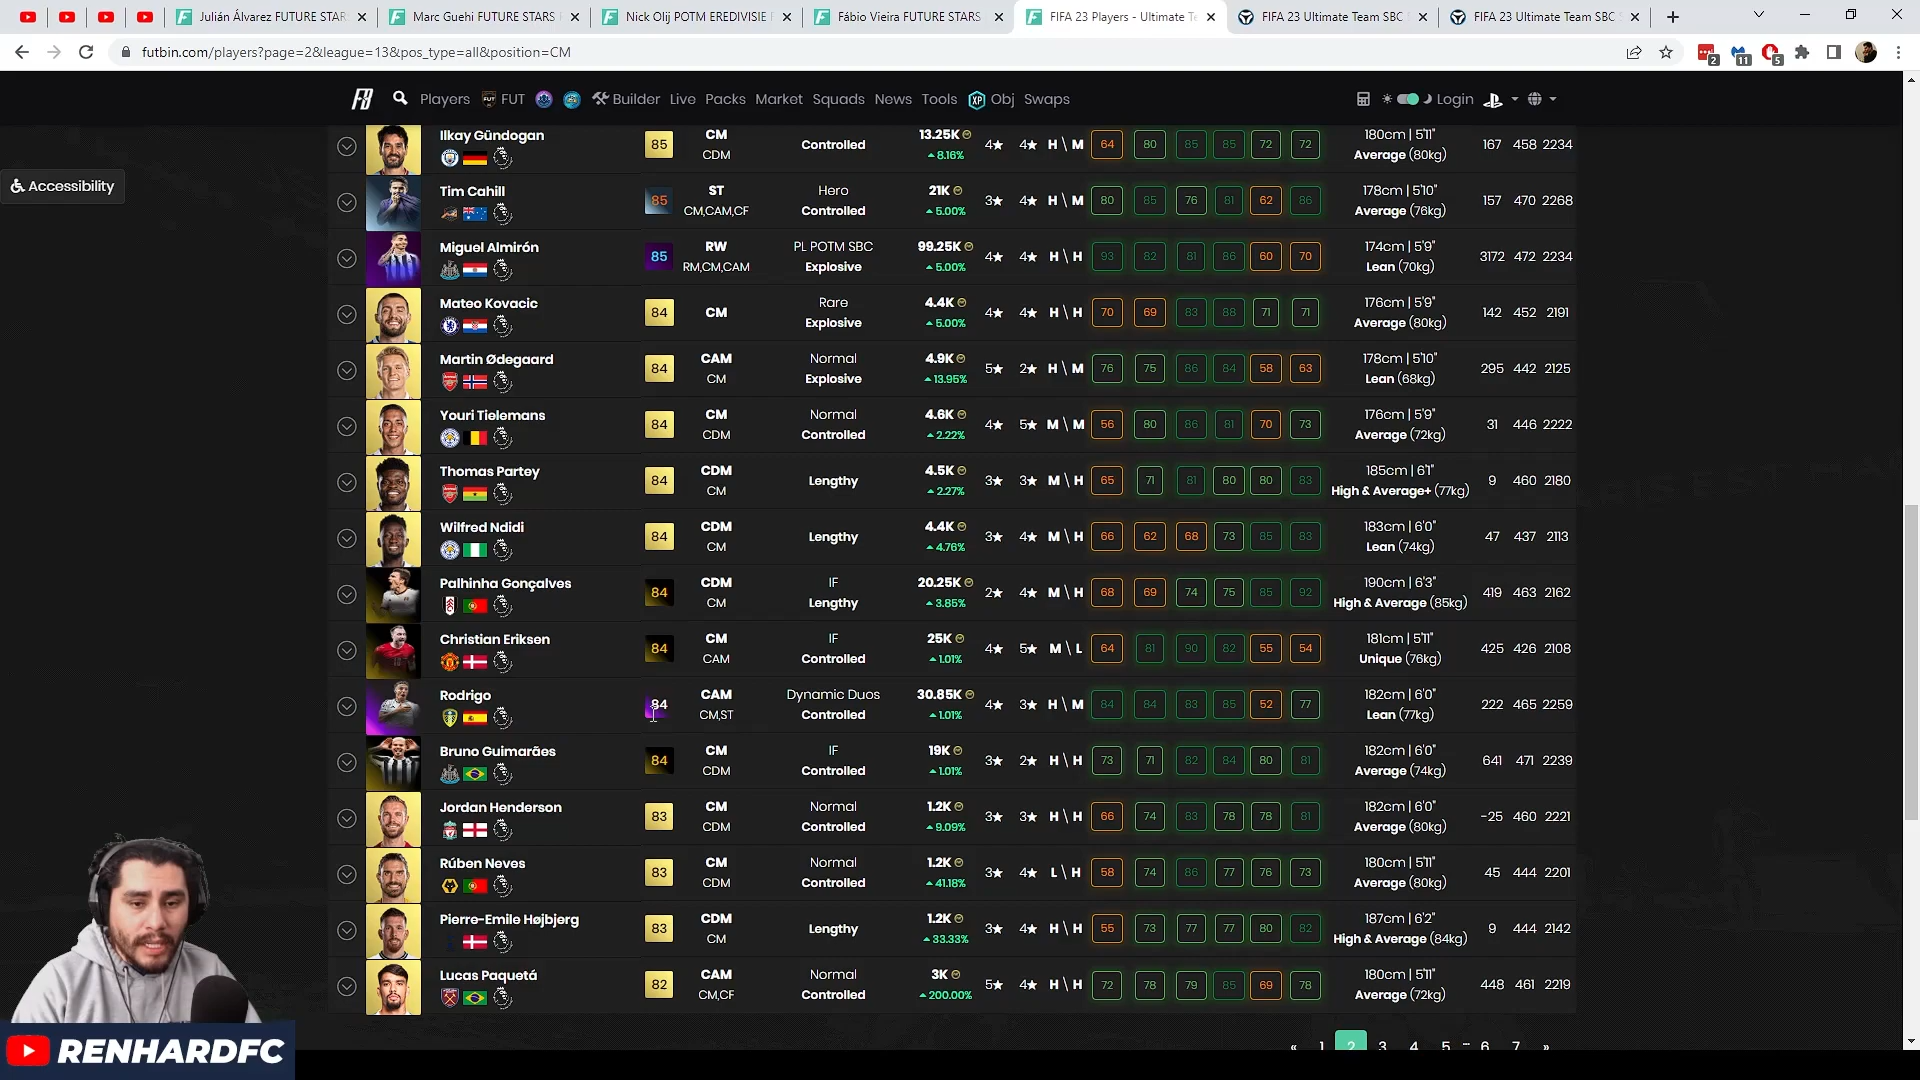 Julián Álvarez FUTURE STAR
Marc Guehi FUTURE STARS
Nick Olij POTM EREDIVISIE
Fábio Vieira FUTURE STARS
FIFA 23 Players - Ultimate Te
FIFA 23 Ultimate Team SBC
FIFA 23 Ultimate Team SBC
futbin.com/players?page=2&league=13&pos_type=all&position=CM
2
11
5
Players FUT Builder Live Packs Market Squads News Tools XP Obj Swaps Login
Accessibility
Ilkay Gündogan 85 CM 13.25K 4★ 4★ H \ M 64 80 85 85 72 72 180cm | 5'11" 167 458 2234
CDM Controlled 8.16% Average (80kg)
Tim Cahill 85 ST Hero 21K 3★ 4★ H \ M 80 85 76 81 62 86 178cm | 5'10" 157 470 2268
CM,CAM,CF Controlled 5.00% Average (76kg)
Miguel Almirón 85 RW PL POTM SBC 99.25K 4★ 4★ H \ H 93 82 81 86 60 70 174cm | 5'9" 3172 472 2234
RM,CM,CAM Explosive 5.00% Lean (70kg)
Mateo Kovacic 84 CM Rare 4.4K 4★ 4★ H \ H 70 69 83 88 71 71 176cm | 5'9" 142 452 2191
Explosive 5.00% Average (80kg)
Martin Ødegaard 84 CAM Normal 4.9K 5★ 2★ H \ M 76 75 86 84 58 63 178cm | 5'10" 295 442 2125
CM Explosive 13.95% Lean (68kg)
Youri Tielemans 84 CM Normal 4.6K 4★ 5★ M \ M 56 80 86 81 70 73 176cm | 5'9" 31 446 2222
CDM Controlled 2.22% Average (72kg)
Thomas Partey 84 CDM 4.5K 3★ 3★ M \ H 65 71 81 80 80 83 185cm | 6'1" 9 460 2180
CM Lengthy 2.27% High & Average+ (77kg)
Wilfred Ndidi 84 CDM 4.4K 3★ 4★ M \ H 66 62 68 73 85 83 183cm | 6'0" 47 437 2113
CM Lengthy 4.76% Lean (74kg)
Palhinha Gonçalves 84 CDM IF 20.25K 2★ 4★ M \ H 68 69 74 75 85 92 190cm | 6'3" 419 463 2162
CM Lengthy 3.85% High & Average (85kg)
Christian Eriksen 84 CM IF 25K 4★ 5★ M \ L 64 81 90 82 55 54 181cm | 5'11" 425 426 2108
CAM Controlled 1.01% Unique (76kg)
Rodrigo 84 CAM Dynamic Duos 30.85K 4★ 3★ H \ M 84 84 83 85 52 77 182cm | 6'0" 222 465 2259
CM,ST Controlled 1.01% Lean (77kg)
Bruno Guimarães 84 CM IF 19K 3★ 2★ H \ H 73 71 82 84 80 81 182cm | 6'0" 641 471 2239
CDM Controlled 1.01% Average (74kg)
Jordan Henderson 83 CM Normal 1.2K 3★ 3★ H \ H 66 74 83 78 78 81 182cm | 6'0" -25 460 2221
CDM Controlled 9.09% Average (80kg)
Rúben Neves 83 CM Normal 1.2K 3★ 4★ L \ H 58 74 86 77 76 73 180cm | 5'11" 45 444 2201
CDM Controlled 41.18% Average (80kg)
Pierre-Emile Højbjerg 83 CDM 1.2K 3★ 4★ H \ H 55 73 77 77 80 82 187cm | 6'2" 9 444 2142
CM Lengthy 33.33% High & Average (84kg)
Lucas Paquetá 82 CAM Normal 3K 5★ 4★ H \ H 72 78 79 85 69 78 180cm | 5'11" 448 461 2219
CM,CF Controlled 200.00% Average (72kg)
« 1 2 3 4 5 ... 6 7 »
RENHARDFC